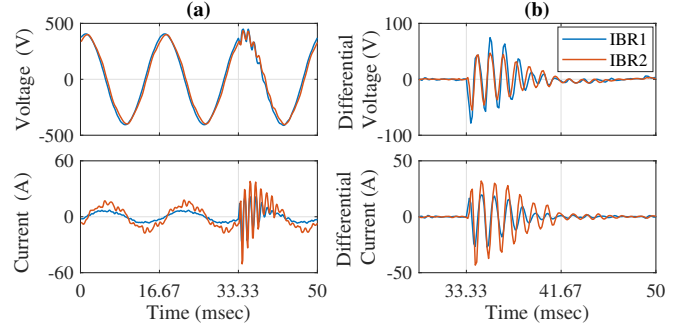 (a)
(b)
Voltage (V)
500
0
-500
Differential
Voltage (V)
100
0
-100
IBR1
IBR2
Current (A)
60
0
-60
0
16.67
33.33
50
Time (msec)
Differential
Current (A)
50
0
-50
33.33
41.67
50
Time (msec)